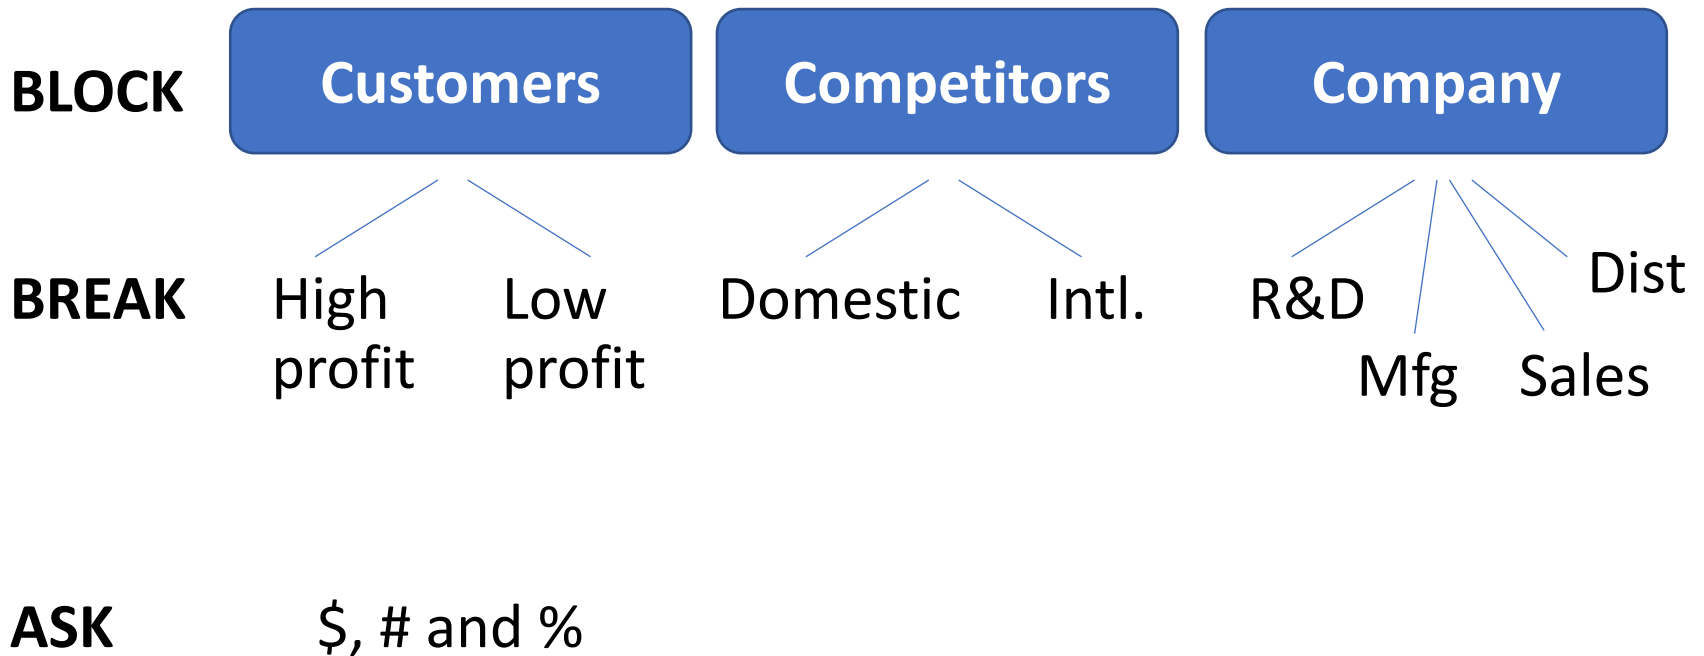 BLOCK
Customers
Competitors
Company
BREAK
High
profit
Low
profit
Domestic
Intl.
R&D
Mfg
Sales
Dist
ASK
$, # and %